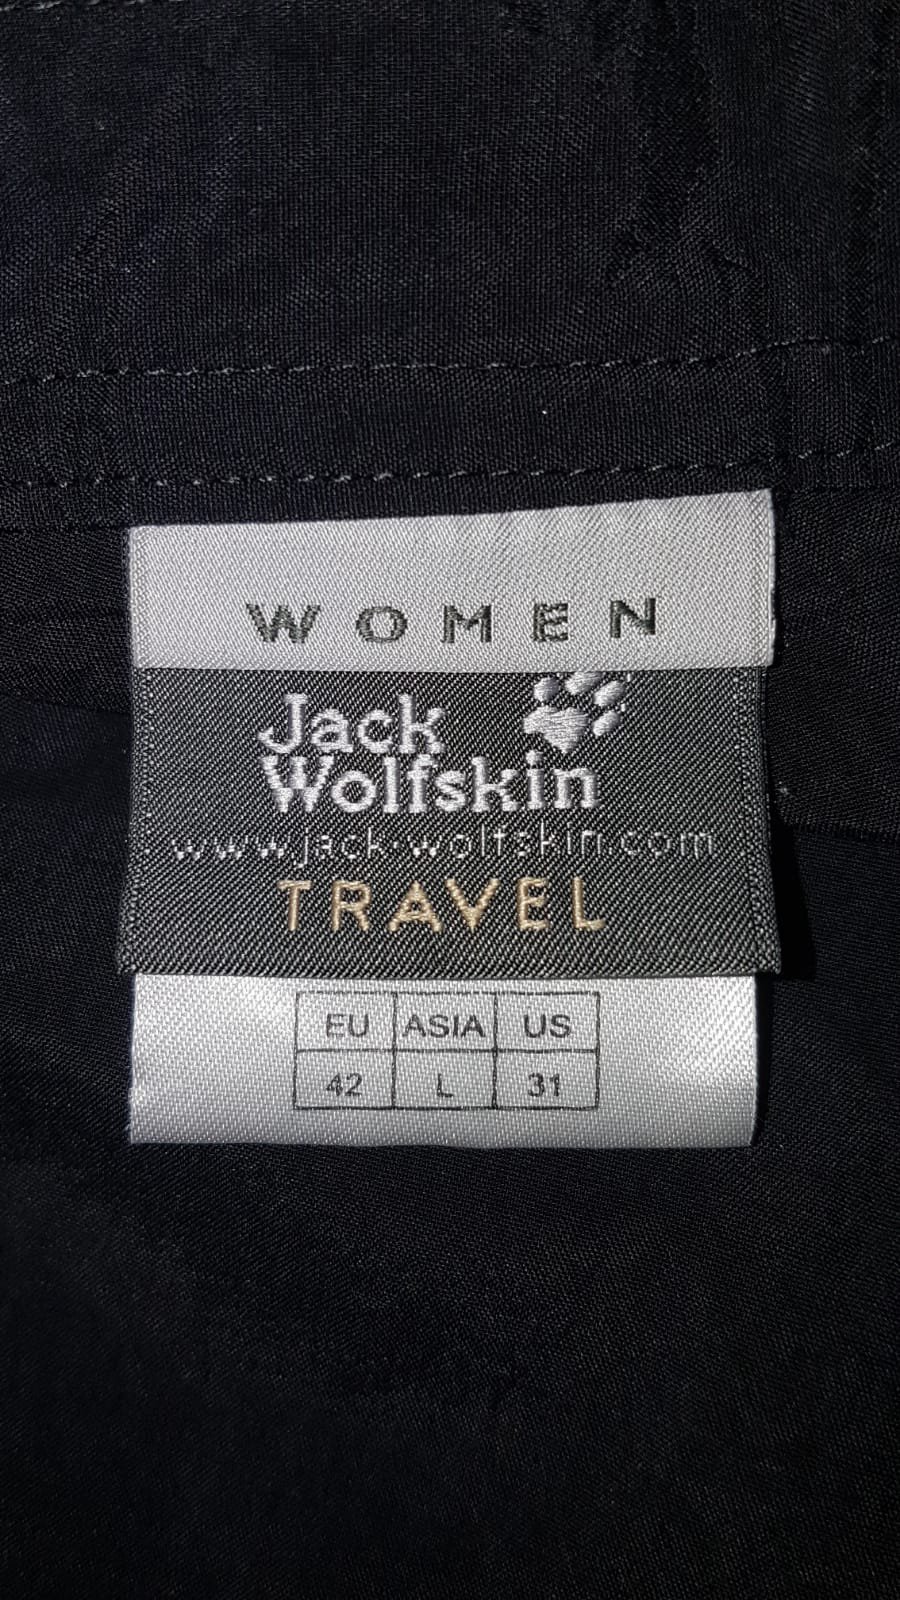 WOMEN
Jack
Wolfskin
www.jack-wolfskin.com
TRAVEL
EU ASIA US
42 L 31